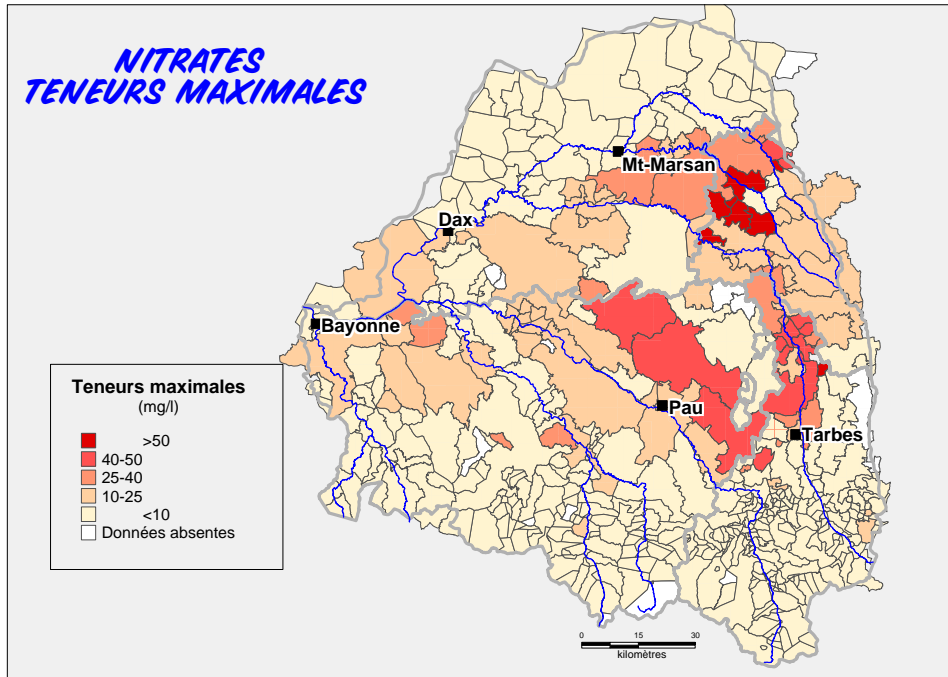 NITRATES
TENEURS MAXIMALES
Mt-Marsan
Dax
Bayonne
Pau
Tarbes
Teneurs maximales
(mg/l)
>50
40-50
25-40
10-25
<10
Données absentes
0 15 30
kilomètres